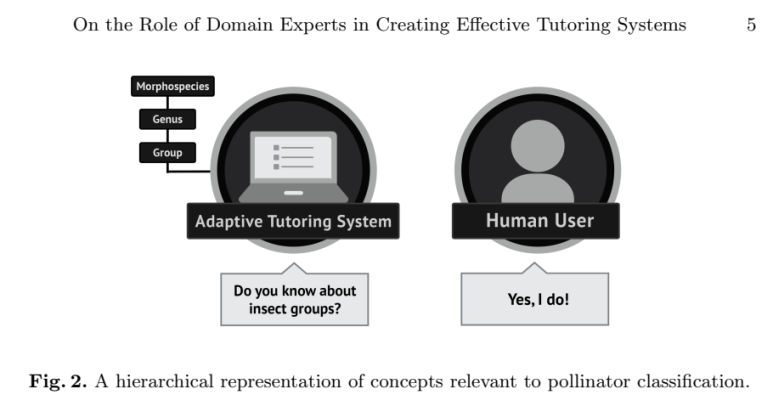 On the Role of Domain Experts in Creating Effective Tutoring Systems 5
Morphospecies
Genus
Group
Adaptive Tutoring System
Human User
Do you know about
insect groups?
Yes, I do!
Fig. 2. A hierarchical representation of concepts relevant to pollinator classification.